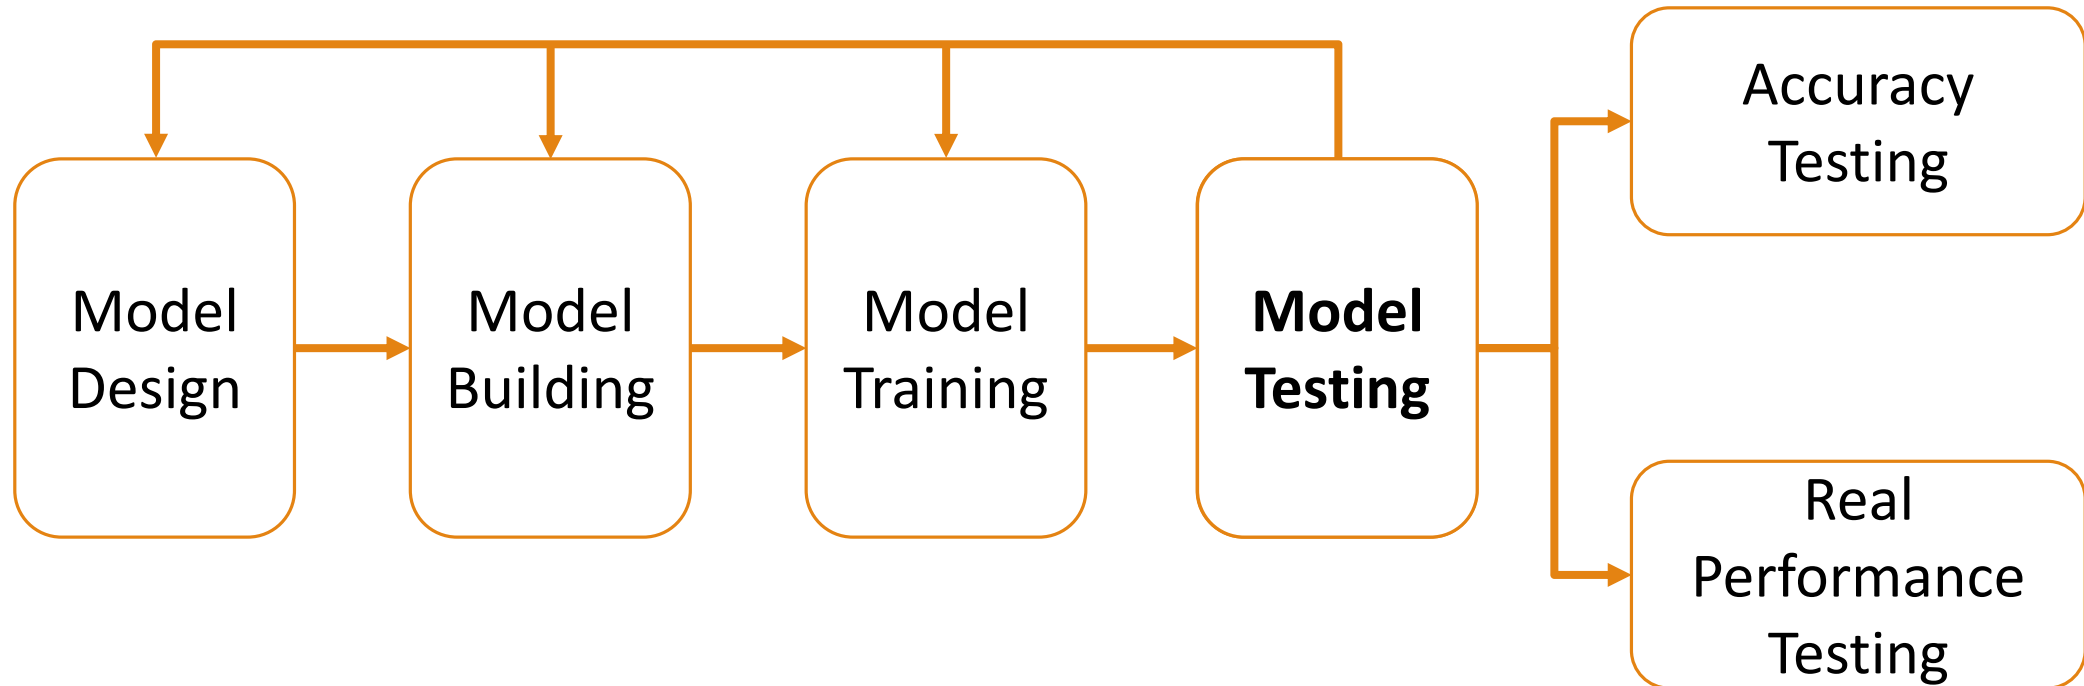 Model
Design
Model
Building
Model
Training
Model
Testing
Accuracy
Testing
Real
Performance
Testing